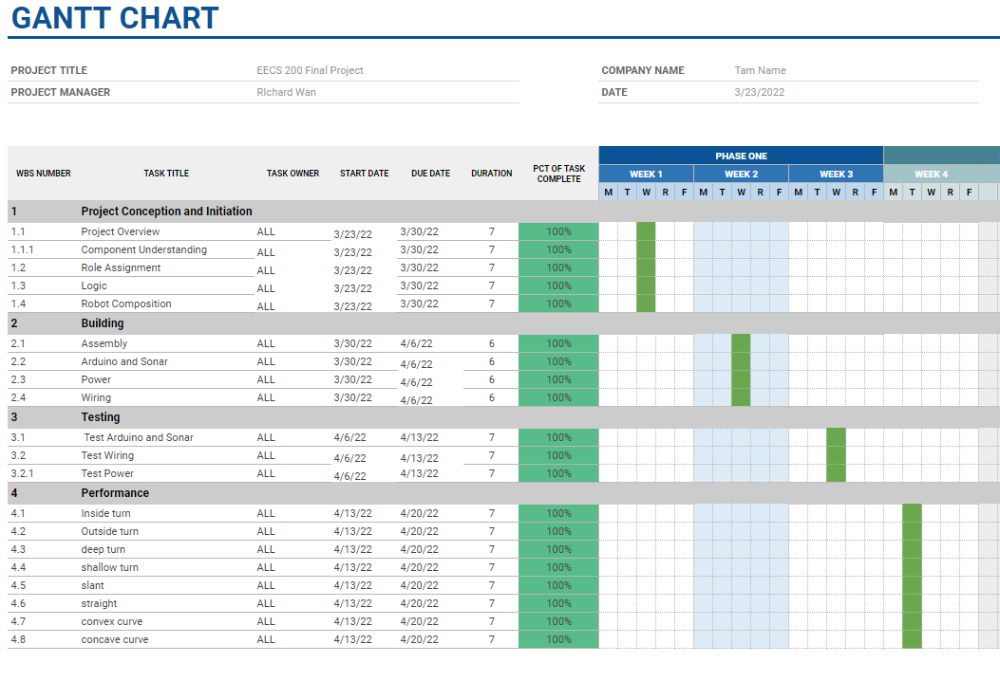 GANTT CHART
PROJECT TITLE EECS 200 Final Project COMPANY NAME Tam Name
PROJECT MANAGER RIchard Wan DATE 3/23/2022
PHASE ONE
WBS NUMBER TASK TITLE TASK OWNER START DATE DUE DATE DURATION PCT OF TASK COMPLETE WEEK 1 WEEK 2 WEEK 3 WEEK 4
M T W R F M T W R F M T W R F M T W R F
1 Project Conception and Initiation
1.1 Project Overview ALL 3/23/22 3/30/22 7 100%
1.1.1 Component Understanding ALL 3/23/22 3/30/22 7 100%
1.2 Role Assignment ALL 3/23/22 3/30/22 7 100%
1.3 Logic ALL 3/23/22 3/30/22 7 100%
1.4 Robot Composition ALL 3/23/22 3/30/22 7 100%
2 Building
2.1 Assembly ALL 3/30/22 4/6/22 6 100%
2.2 Arduino and Sonar ALL 3/30/22 4/6/22 6 100%
2.3 Power ALL 3/30/22 4/6/22 6 100%
2.4 Wiring ALL 3/30/22 4/6/22 6 100%
3 Testing
3.1 Test Arduino and Sonar ALL 4/6/22 4/13/22 7 100%
3.2 Test Wiring ALL 4/6/22 4/13/22 7 100%
3.2.1 Test Power ALL 4/6/22 4/13/22 7 100%
4 Performance
4.1 Inside turn ALL 4/13/22 4/20/22 7 100%
4.2 Outside turn ALL 4/13/22 4/20/22 7 100%
4.3 deep turn ALL 4/13/22 4/20/22 7 100%
4.4 shallow turn ALL 4/13/22 4/20/22 7 100%
4.5 slant ALL 4/13/22 4/20/22 7 100%
4.6 straight ALL 4/13/22 4/20/22 7 100%
4.7 convex curve ALL 4/13/22 4/20/22 7 100%
4.8 concave curve ALL 4/13/22 4/20/22 7 100%